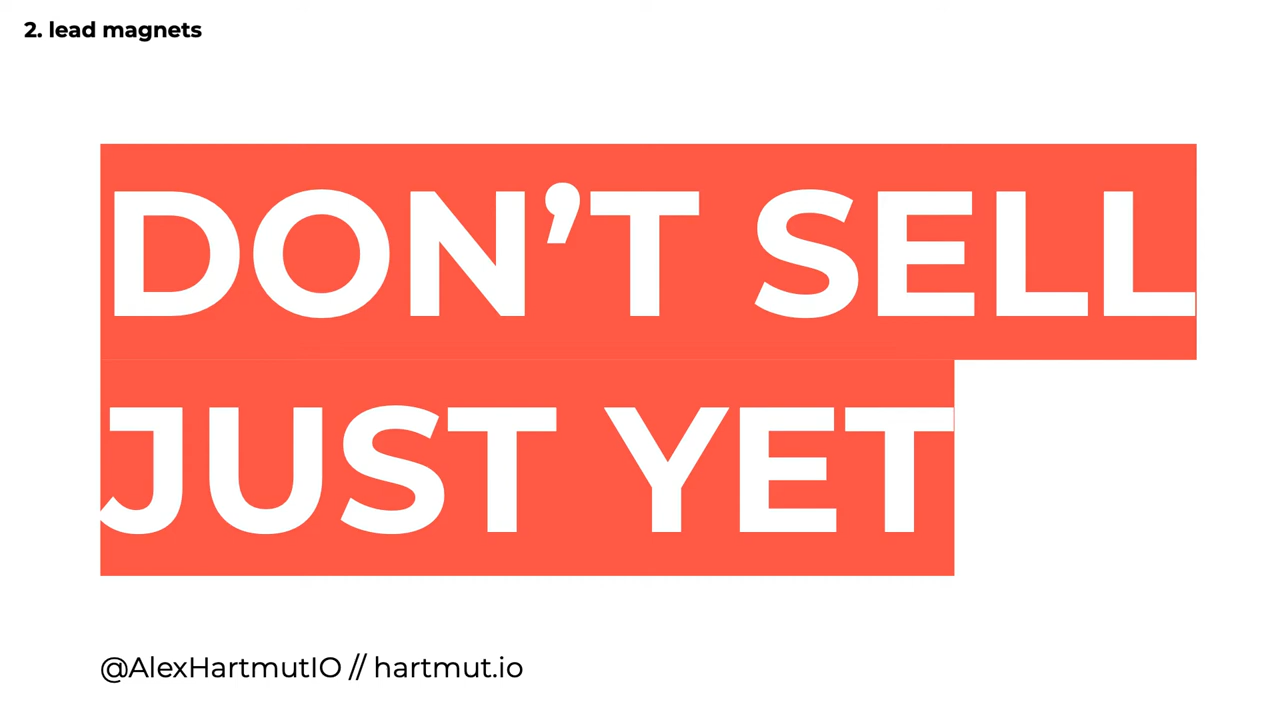 2. lead magnets
DON’T SELL
JUST YET
@AlexHartmutIO // hartmut.io